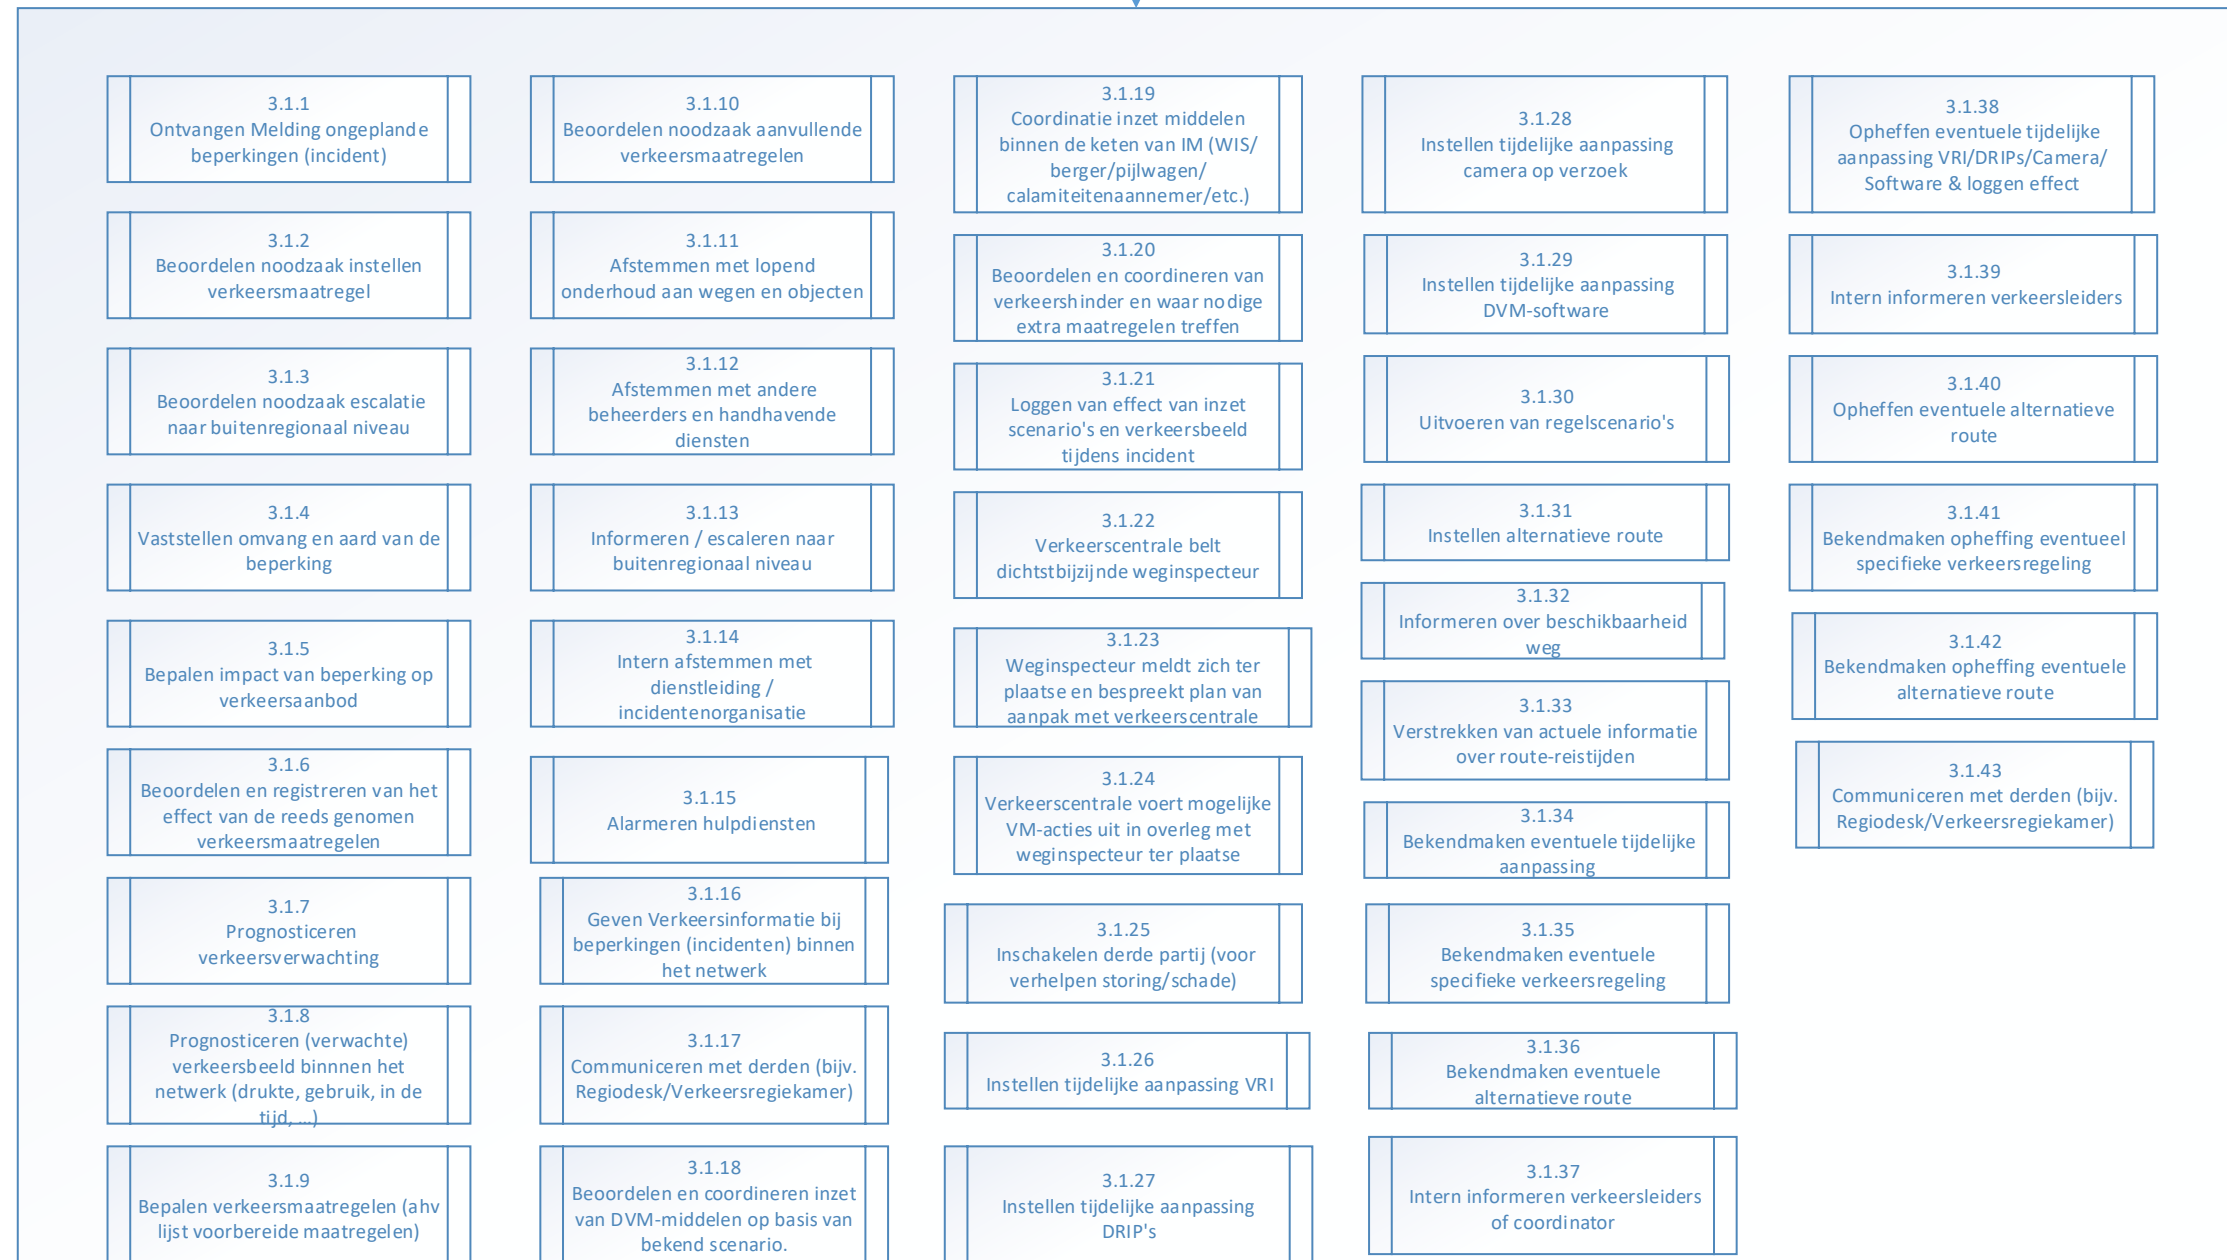 3.1.1
Ontvangen Melding ongeplande
beperkingen (incident)
3.1.2
Beoordelen noodzaak instellen
verkeersmaatregel
3.1.3
Beoordelen noodzaak escalatie
naar buitenregionaal niveau
3.1.4
Vaststellen omvang en aard van de
beperking
3.1.5
Bepalen impact van beperking op
verkeersaanbod
3.1.6
Beoordelen en registreren van het
effect van de reeds genomen
verkeersmaatregelen
3.1.7
Prognosticeren
verkeersverwachting
3.1.8
Prognosticeren (verwachte)
verkeersbeeld binnnen het
netwerk (drukte, gebruik, in de
tijd, ...)
3.1.9
Bepalen verkeersmaatregelen (ahv
lijst voorbereide maatregelen)
3.1.10
Beoordelen noodzaak aanvullende
verkeersmaatregelen
3.1.11
Afstemmen met lopend
onderhoud aan wegen en objecten
3.1.12
Afstemmen met andere
beheerders en handhavende
diensten
3.1.13
Informeren / escaleren naar
buitenregionaal niveau
3.1.14
Intern afstemmen met
dienstleiding /
incidentenorganisatie
3.1.15
Alarmeren hulpdiensten
3.1.16
Geven Verkeersinformatie bij
beperkingen (incidenten) binnen
het netwerk
3.1.17
Communiceren met derden (bijv.
Regiodesk/Verkeersregiekamer)
3.1.18
Beoordelen en coordineren inzet
van DVM-middelen op basis van
bekend scenario.
3.1.19
Coordinatie inzet middelen
binnen de keten van IM (WIS/
berger/pijlwagen/
calamiteitenaannemer/etc.)
3.1.20
Beoordelen en coordineren van
verkeershinder en waar nodige
extra maatregelen treffen
3.1.21
Loggen van effect van inzet
scenario's en verkeersbeeld
tijdens incident
3.1.22
Verkeerscentrale belt
dichtstbijzijnde weginspecteur
3.1.23
Weginspecteur meldt zich ter
plaatse en bespreekt plan van
aanpak met verkeerscentrale
3.1.24
Verkeerscentrale voert mogelijke
VM-acties uit in overleg met
weginspecteur ter plaatse
3.1.25
Inschakelen derde partij (voor
verhelpen storing/schade)
3.1.26
Instellen tijdelijke aanpassing VRI
3.1.27
Instellen tijdelijke aanpassing
DRIP's
3.1.28
Instellen tijdelijke aanpassing
camera op verzoek
3.1.29
Instellen tijdelijke aanpassing
DVM-software
3.1.30
Uitvoeren van regelscenario's
3.1.31
Instellen alternatieve route
3.1.32
Informeren over beschikbaarheid
weg
3.1.33
Verstrekken van actuele informatie
over route-reistijden
3.1.34
Bekendmaken eventuele tijdelijke
aanpassing
3.1.35
Bekendmaken eventuele
specifieke verkeersregeling
3.1.36
Bekendmaken eventuele
alternatieve route
3.1.37
Intern informeren verkeersleiders
of coordinator
3.1.38
Opheffen eventuele tijdelijke
aanpassing VRI/DRIPs/Camera/
Software & loggen effect
3.1.39
Intern informeren verkeersleiders
3.1.40
Opheffen eventuele alternatieve
route
3.1.41
Bekendmaken opheffing eventueel
specifieke verkeersregeling
3.1.42
Bekendmaken opheffing eventuele
alternatieve route
3.1.43
Communiceren met derden (bijv.
Regiodesk/Verkeersregiekamer)